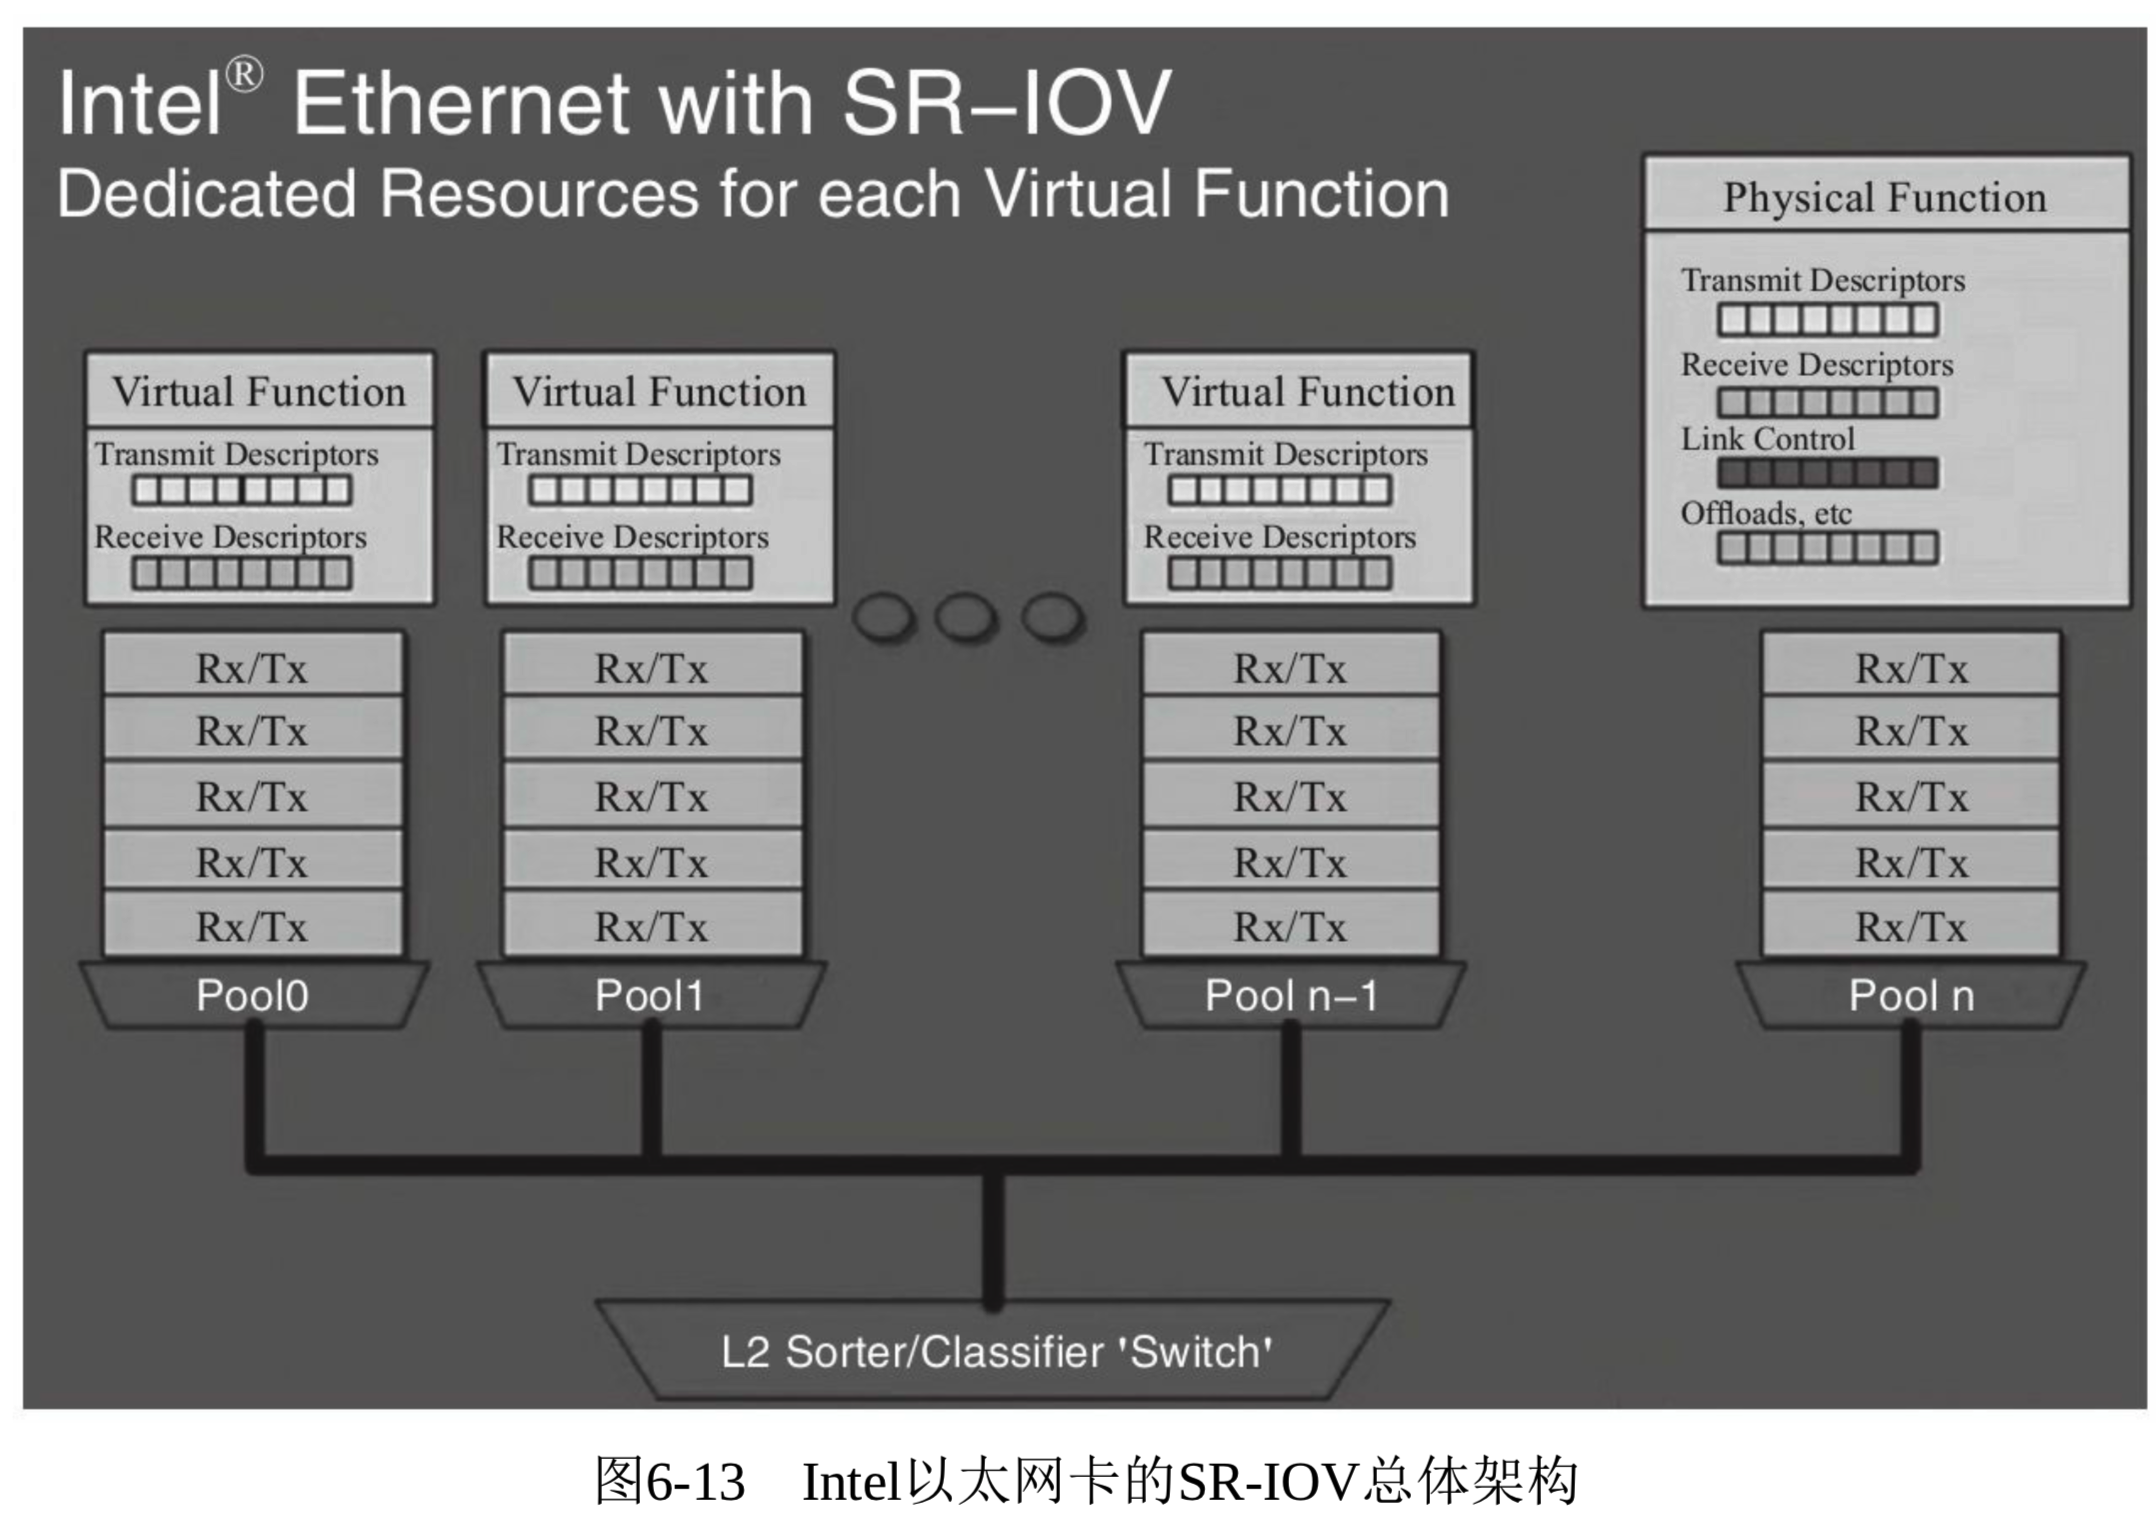 Intel® Ethernet with SR–IOV
Dedicated Resources for each Virtual Function
Virtual Function
Transmit Descriptors
Receive Descriptors
Rx/Tx
Rx/Tx
Rx/Tx
Rx/Tx
Rx/Tx
Pool0
Virtual Function
Transmit Descriptors
Receive Descriptors
Rx/Tx
Rx/Tx
Rx/Tx
Rx/Tx
Rx/Tx
Pool1
Virtual Function
Transmit Descriptors
Receive Descriptors
Rx/Tx
Rx/Tx
Rx/Tx
Rx/Tx
Rx/Tx
Pool n–1
Physical Function
Transmit Descriptors
Receive Descriptors
Link Control
Offloads, etc
Rx/Tx
Rx/Tx
Rx/Tx
Rx/Tx
Rx/Tx
Pool n
L2 Sorter/Classifier 'Switch'
图6-13 Intel以太网卡的SR-IOV总体架构